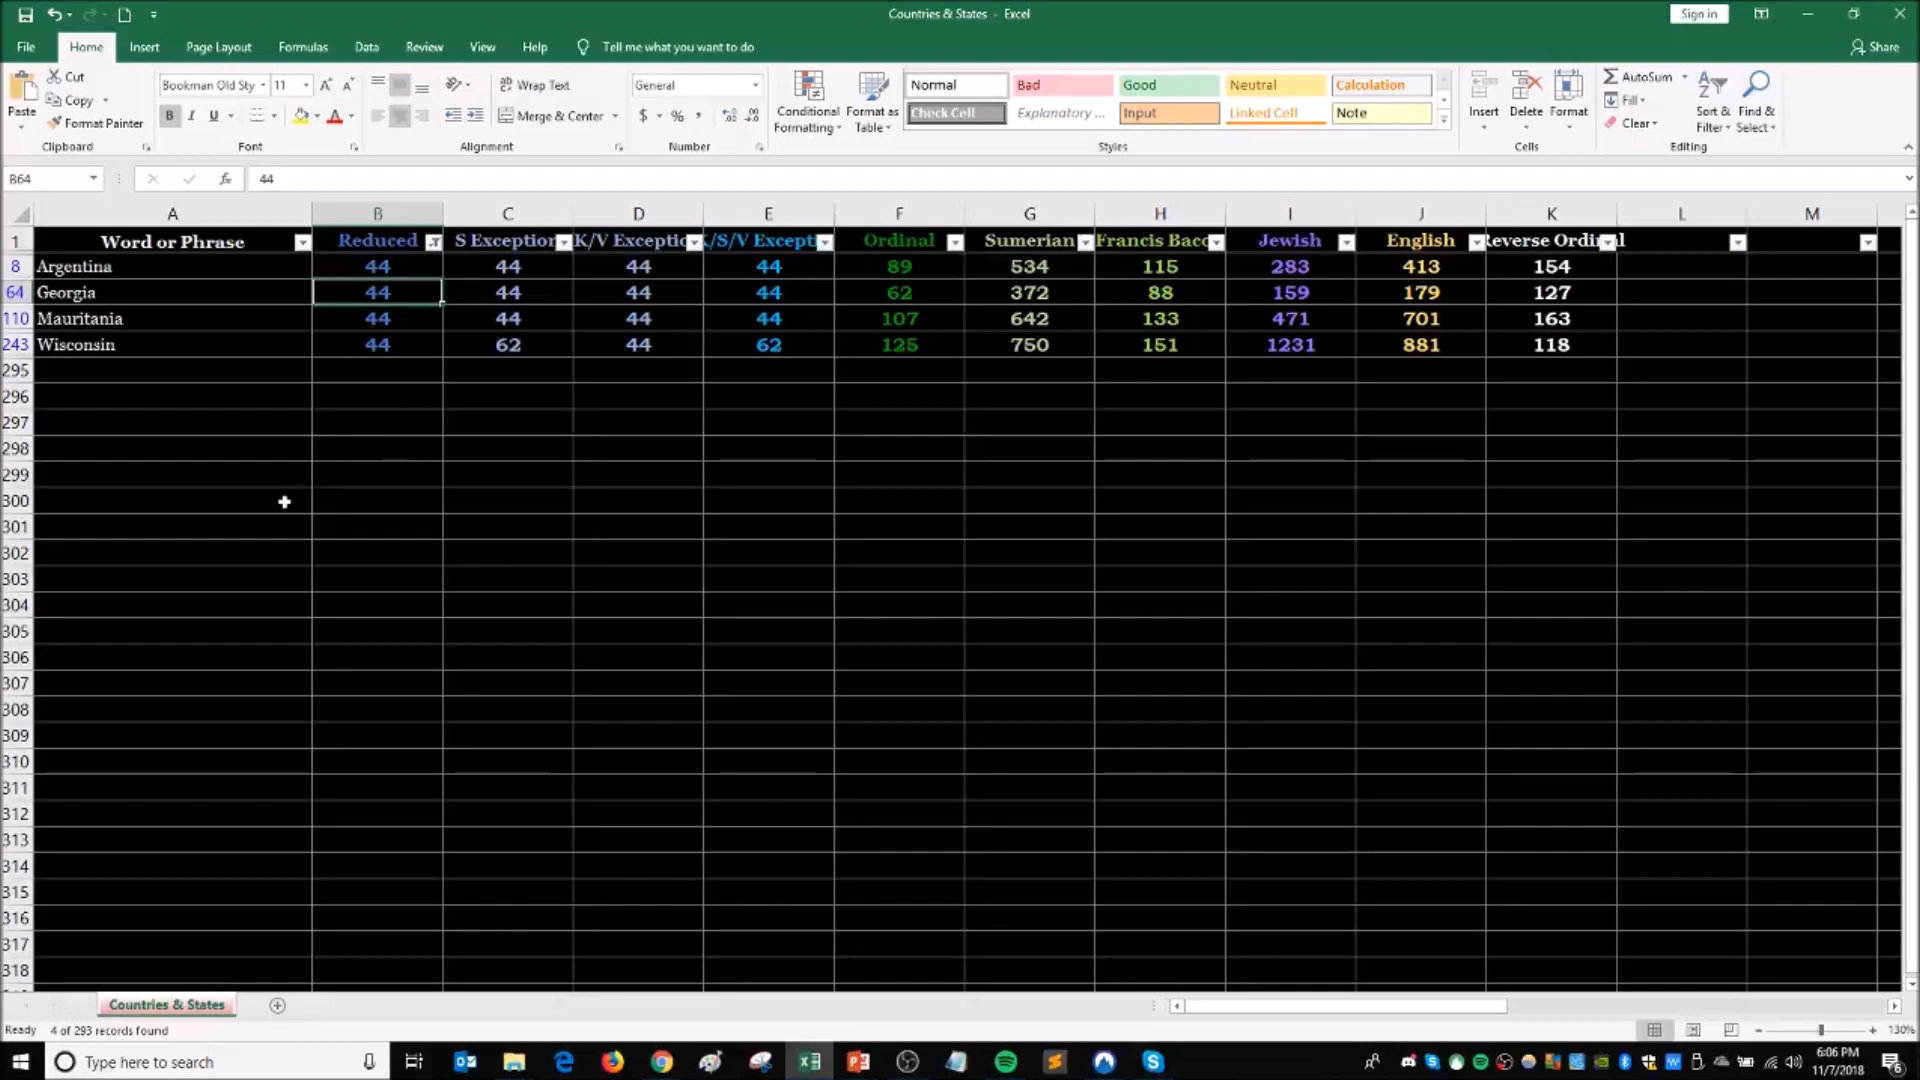 Countries & States - Excel
Sign in
File Home Insert Page Layout Formulas Data Review View Help Tell me what you want to do Share
Paste
Cut
Copy
Format Painter
Clipboard
Bookman Old Sty 11
B I U
Font
Wrap Text
Merge & Center
Alignment
General
$ % ,
Number
Conditional Formatting
Format as Table
Normal Bad Good Neutral Calculation
Check Cell Explanatory ... Input Linked Cell Note
Styles
Insert Delete Format
Cells
AutoSum
Fill
Clear
Sort & Filter
Find & Select
Editing
B64 fx 44
A B C D E F G H I J K L M
1 Word or Phrase Reduced S Exception K/V Exceptio K/S/V Excepti Ordinal Sumerian Francis Baco Jewish English Reverse Ordinal
8 Argentina 44 44 44 44 89 534 115 283 413 154
64 Georgia 44 44 44 44 62 372 88 159 179 127
110 Mauritania 44 44 44 44 107 642 133 471 701 163
243 Wisconsin 44 62 44 62 125 750 151 1231 881 118
295
296
297
298
299
300
301
302
303
304
305
306
307
308
309
310
311
312
313
314
315
316
317
318
Countries & States
Ready 4 of 293 records found
130%
Type here to search
6:06 PM
11/7/2018